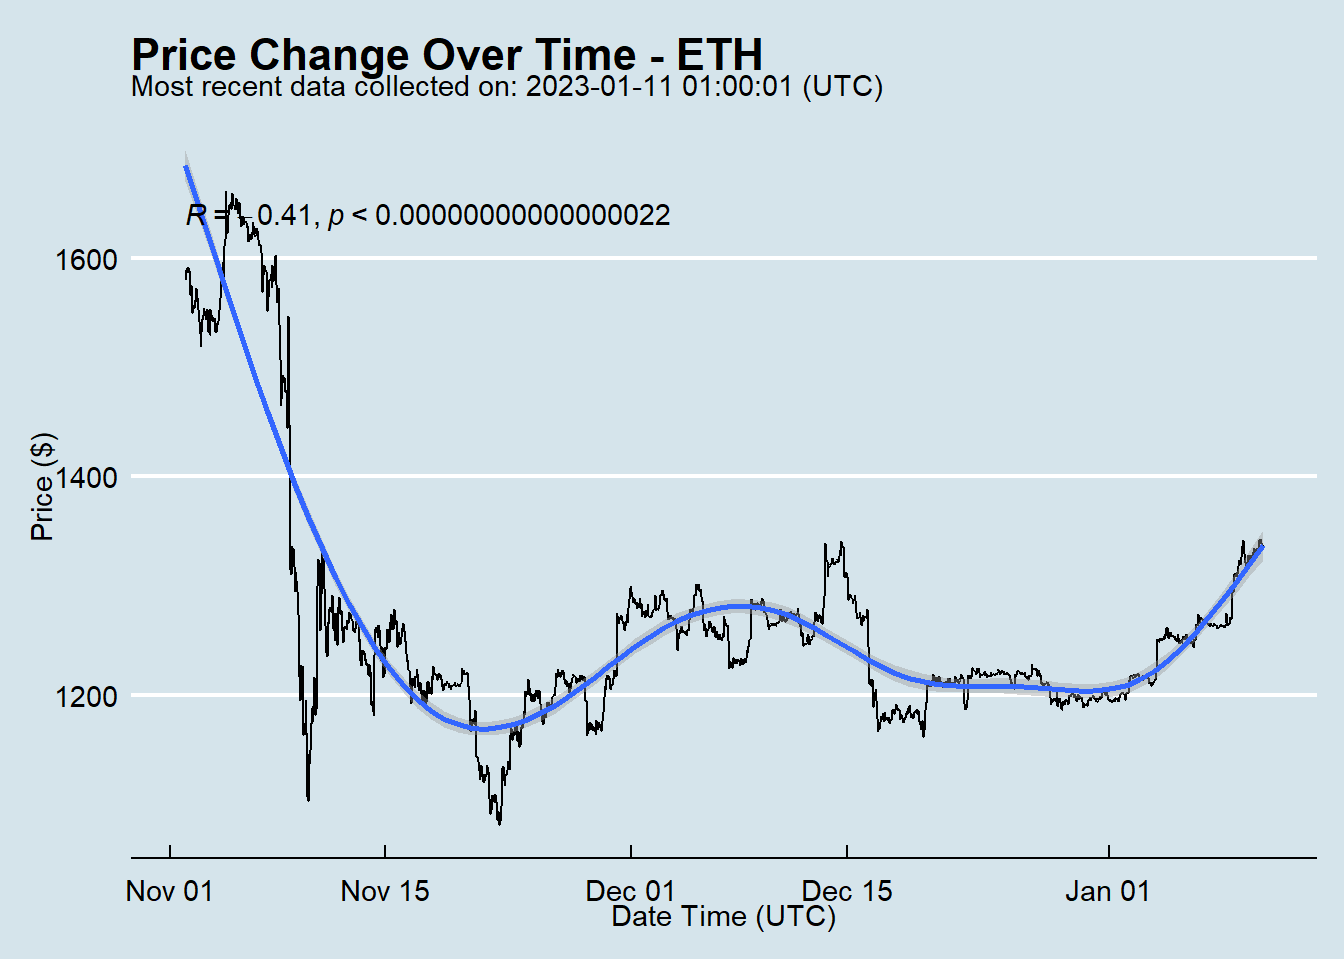 Price Change Over Time - ETH
Most recent data collected on: 2023-01-11 01:00:01 (UTC)
R = −0.41, p < 0.00000000000000022
1600
1400
1200
Price ($)
Nov 01 Nov 15 Dec 01 Dec 15 Jan 01
Date Time (UTC)